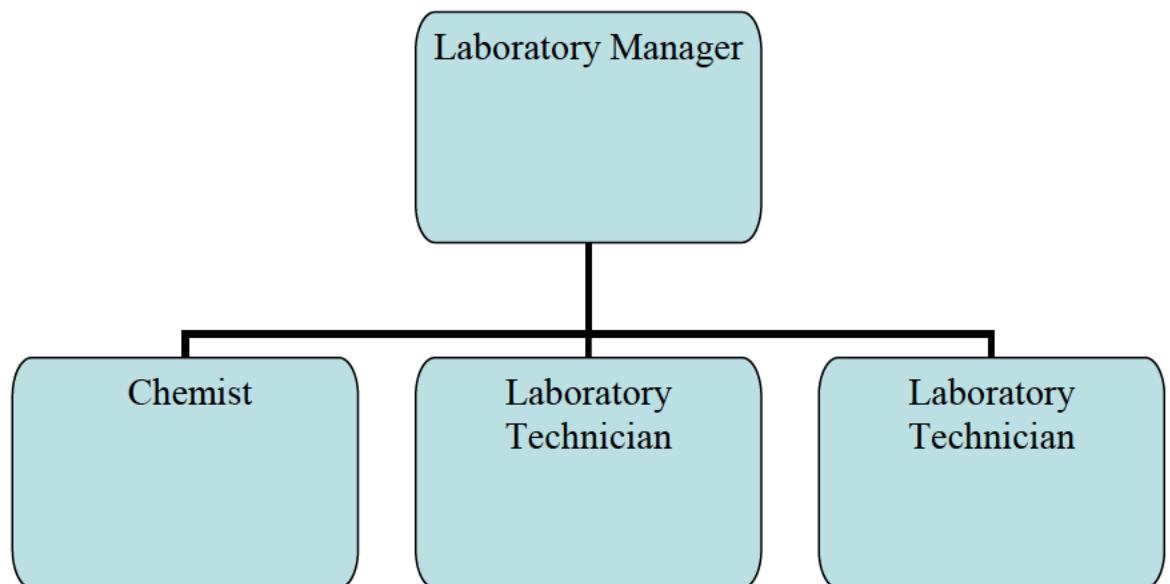 Laboratory Manager
Chemist
Laboratory
Technician
Laboratory
Technician